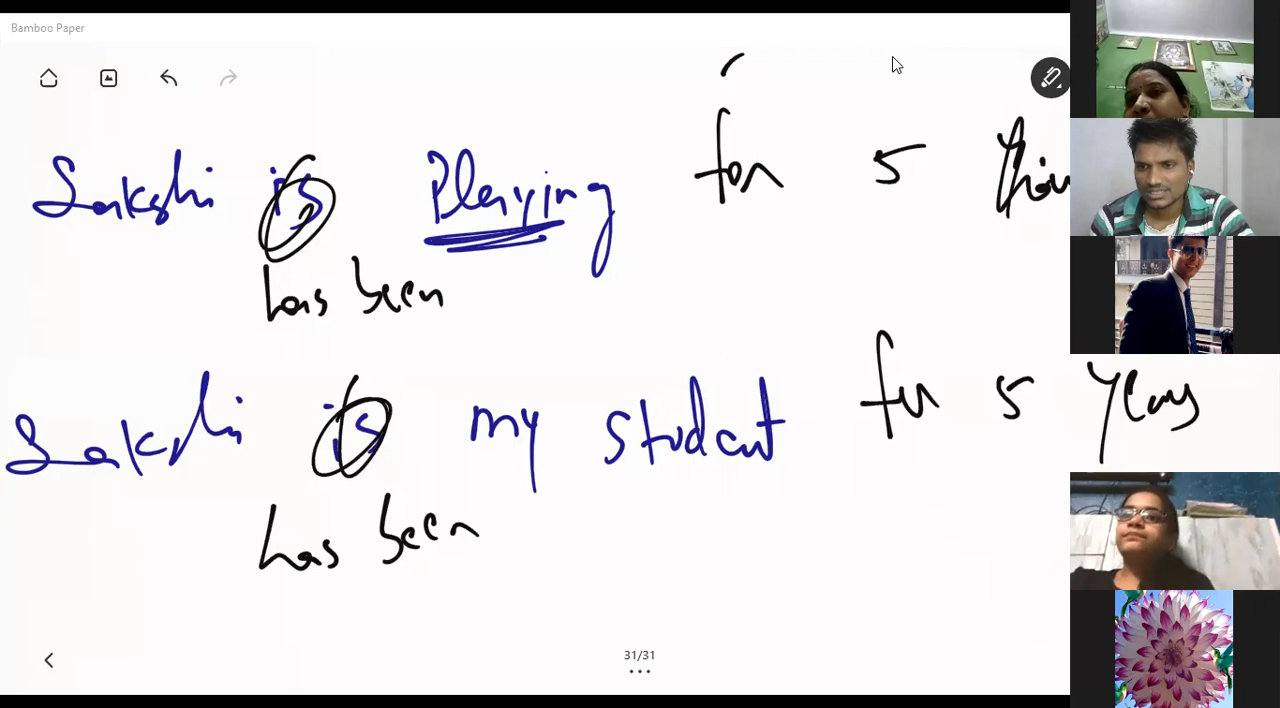 Bamboo Paper
Sakshi is Playing for 5
has been
Sakshi is my student for 5 years
has been
31/31